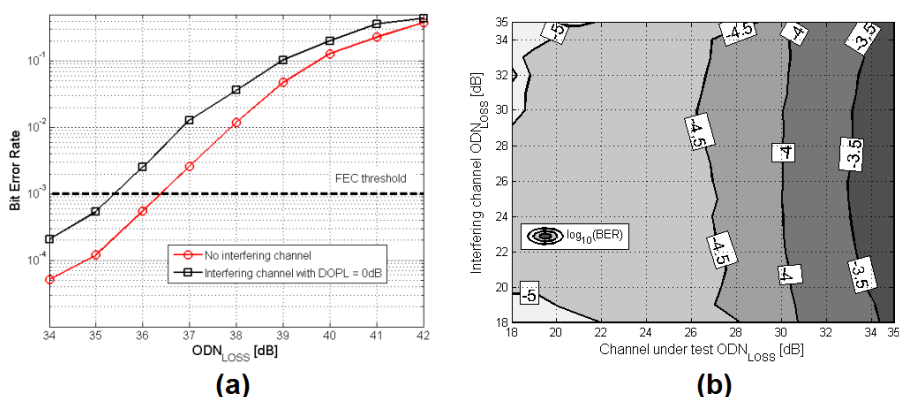 10⁻¹
10⁻²
10⁻³
10⁻⁴
Bit Error Rate
FEC threshold
No interfering channel
Interfering channel with DOPL = 0dB
34 35 36 37 38 39 40 41 42
ODN_LOSS [dB]
(a)
35
34
32
30
28
26
24
22
20
18
Interfering channel ODN_LOSS [dB]
-5 -4.5 -4 -3.5
-4.5 -4 -3.5
log₁₀(BER)
-4.5 -4 -3.5
-5
18 20 22 24 26 28 30 32 34 35
Channel under test ODN_LOSS [dB]
(b)